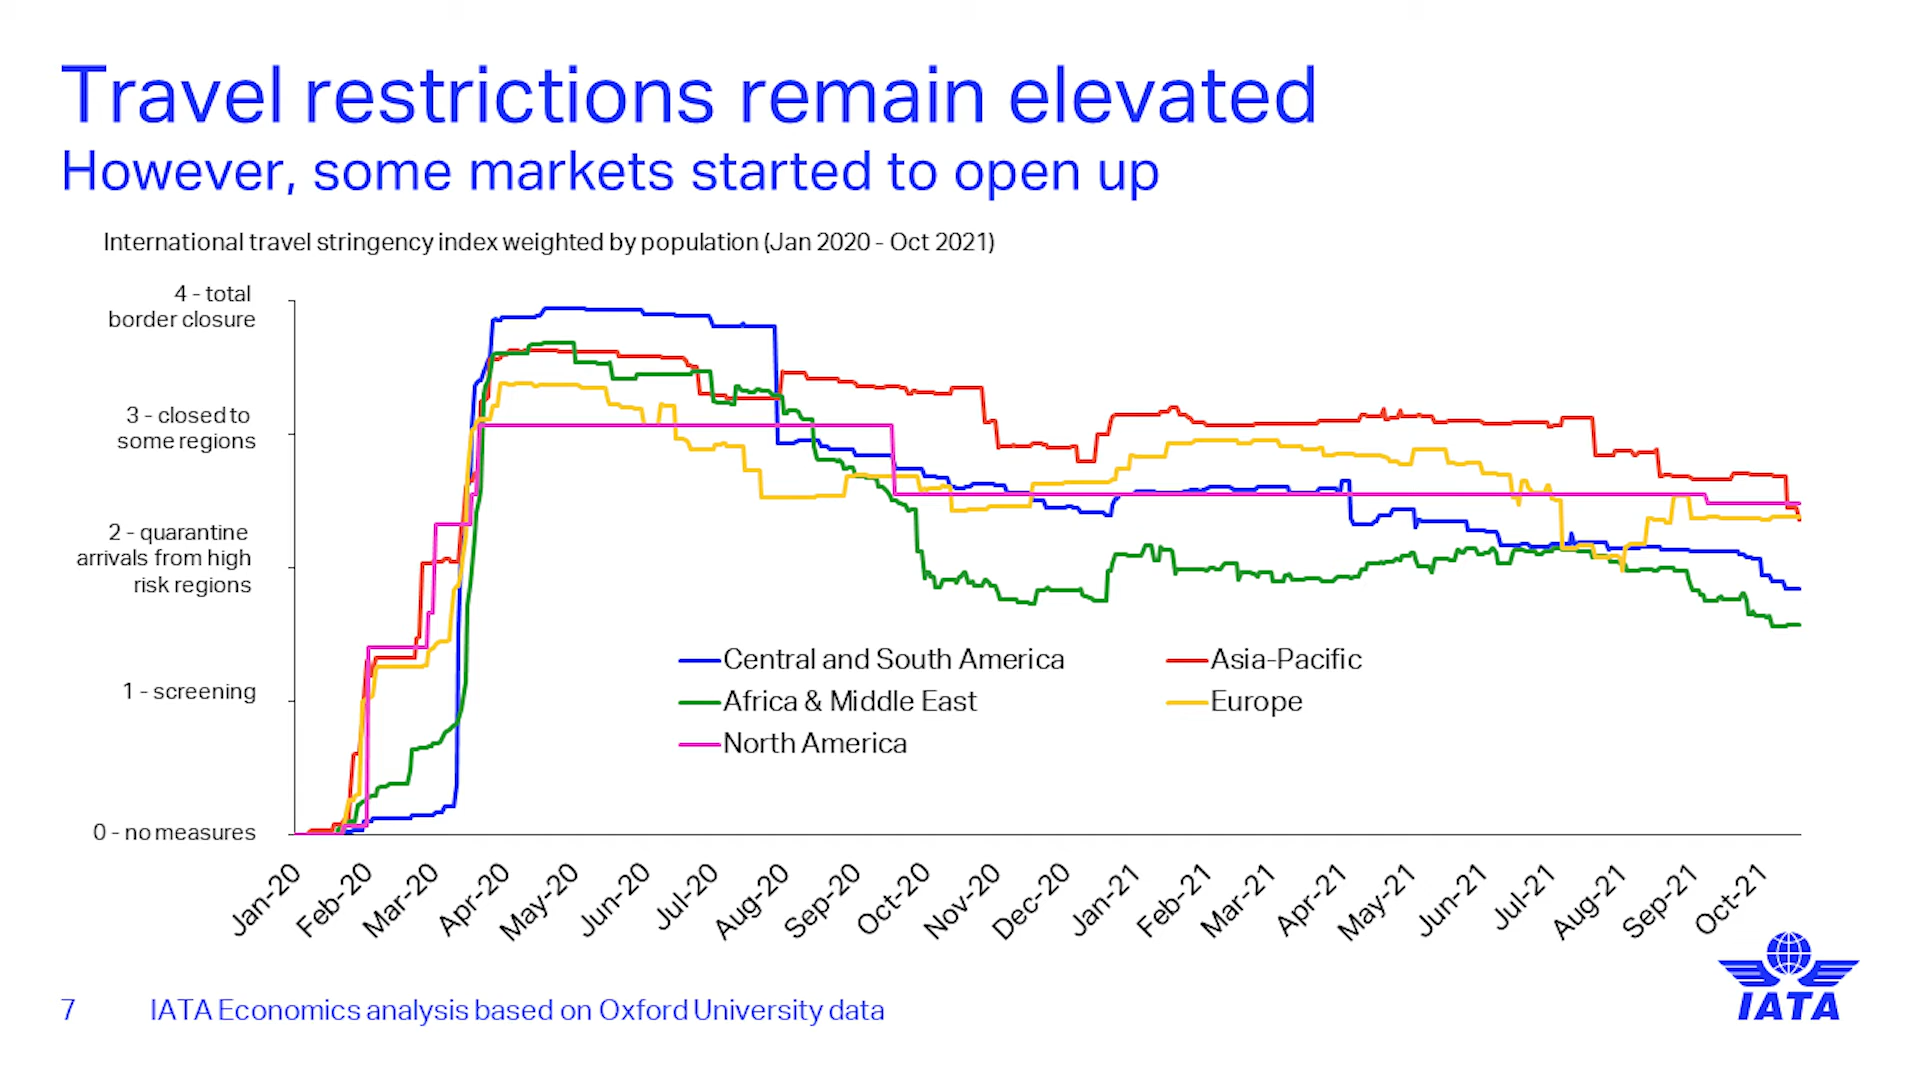 Travel restrictions remain elevated
However, some markets started to open up
International travel stringency index weighted by population (Jan 2020 - Oct 2021)
4 - total
border closure
3 - closed to
some regions
2 - quarantine
arrivals from high
risk regions
1 - screening
0 - no measures
Central and South America
Asia-Pacific
Africa & Middle East
Europe
North America
Jan-20
Feb-20
Mar-20
Apr-20
May-20
Jun-20
Jul-20
Aug-20
Sep-20
Oct-20
Nov-20
Dec-20
Jan-21
Feb-21
Mar-21
Apr-21
May-21
Jun-21
Jul-21
Aug-21
Sep-21
Oct-21
7
IATA Economics analysis based on Oxford University data
IATA